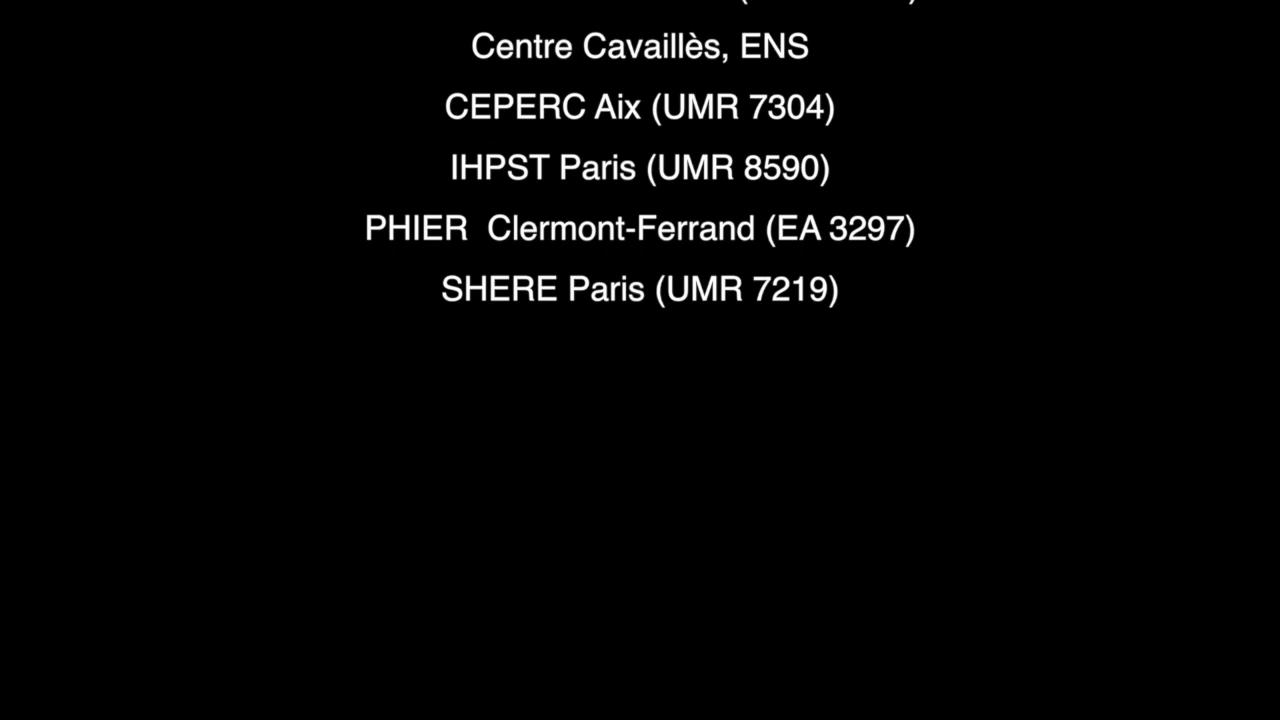 Centre Cavaillès, ENS
CEPERC Aix (UMR 7304)
IHPST Paris (UMR 8590)
PHIER  Clermont-Ferrand (EA 3297)
SHERE Paris (UMR 7219)